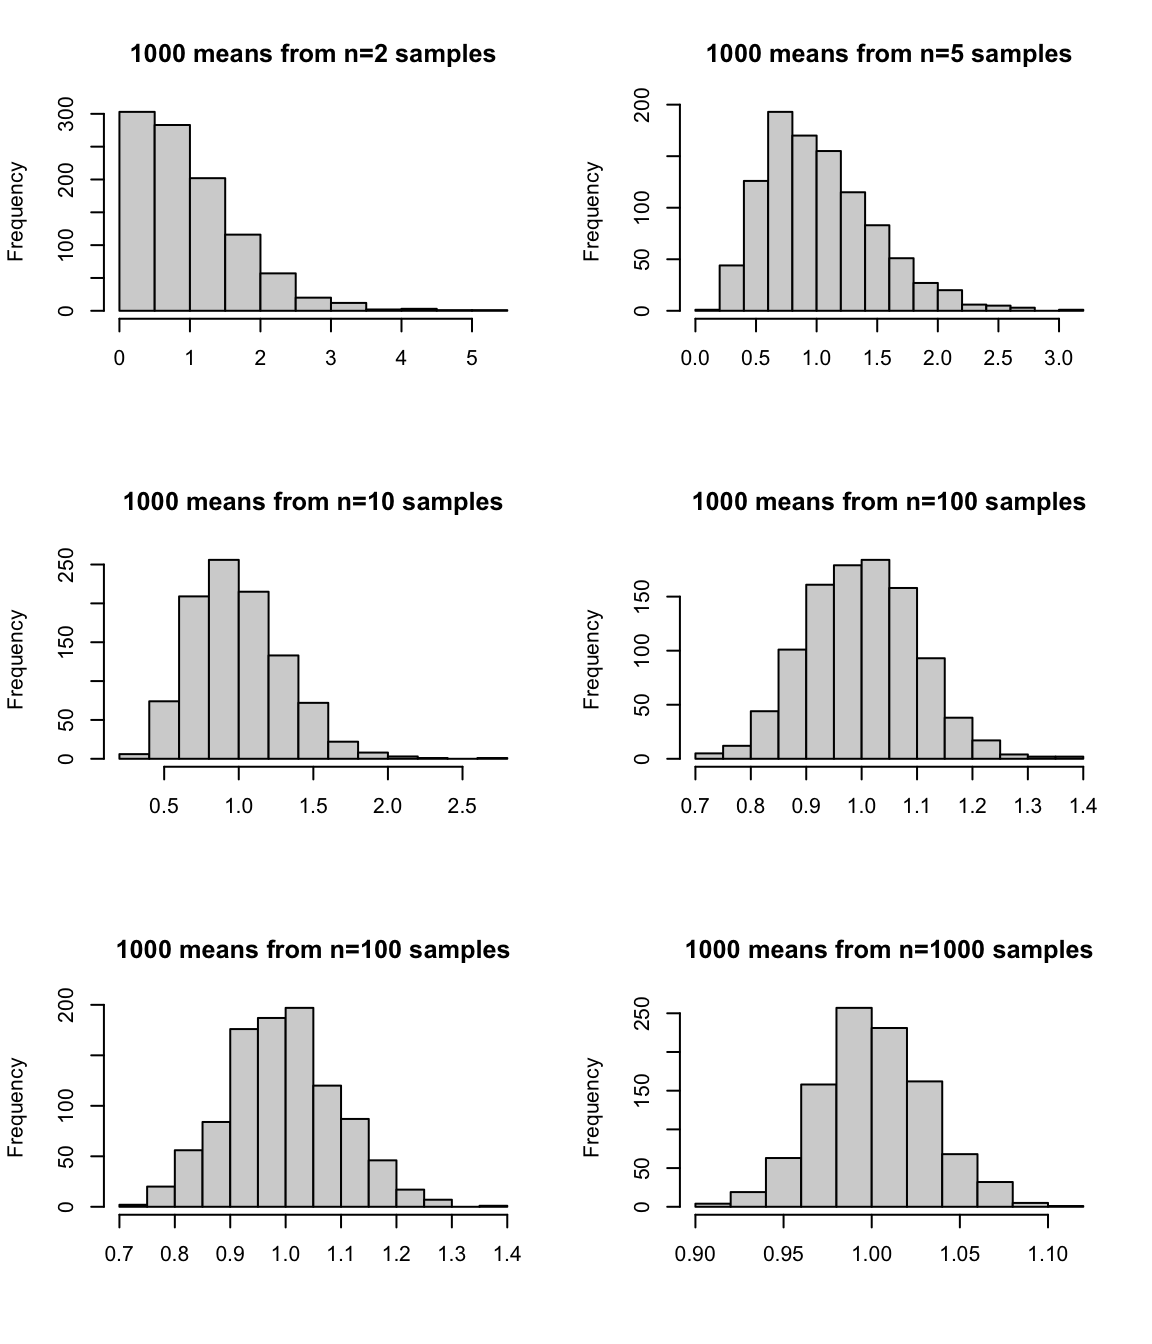 1000 means from n=2 samples
Frequency
0 100 200 300
0 1 2 3 4 5
1000 means from n=5 samples
Frequency
0 50 100 200
0.0 0.5 1.0 1.5 2.0 2.5 3.0
1000 means from n=10 samples
Frequency
0 50 150 250
0.5 1.0 1.5 2.0 2.5
1000 means from n=100 samples
Frequency
0 50 100 150
0.7 0.8 0.9 1.0 1.1 1.2 1.3 1.4
1000 means from n=100 samples
Frequency
0 50 100 200
0.7 0.8 0.9 1.0 1.1 1.2 1.3 1.4
1000 means from n=1000 samples
Frequency
0 50 150 250
0.90 0.95 1.00 1.05 1.10